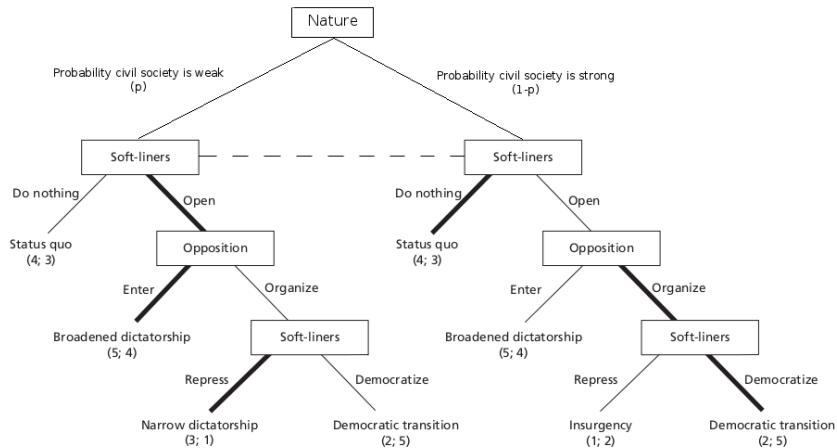 Nature
Probability civil society is weak
(p)
Probability civil society is strong
(1-p)
Soft-liners
Soft-liners
Do nothing
Open
Do nothing
Open
Status quo
(4; 3)
Opposition
Status quo
(4; 3)
Opposition
Enter
Organize
Enter
Organize
Broadened dictatorship
(5; 4)
Soft-liners
Broadened dictatorship
(5; 4)
Soft-liners
Repress
Democratize
Repress
Democratize
Narrow dictatorship
(3; 1)
Democratic transition
(2; 5)
Insurgency
(1; 2)
Democratic transition
(2; 5)